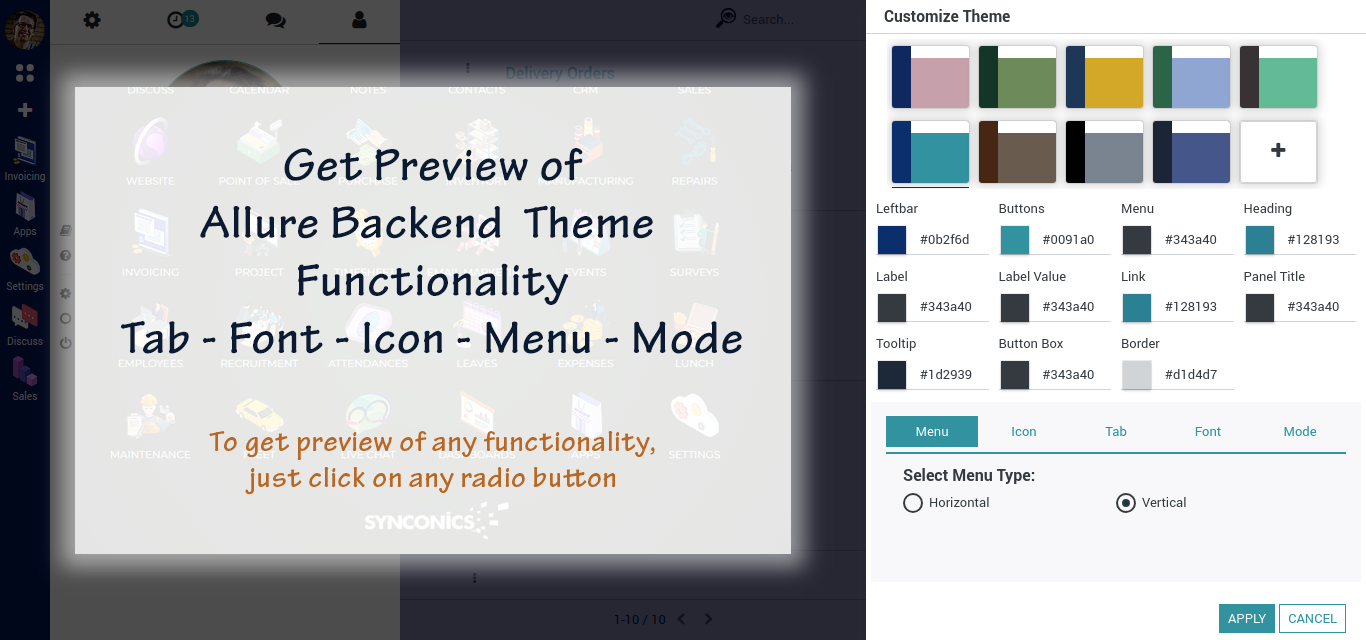 13
Search...
Delivery Orders
Invoicing
Apps
Settings
Discuss
Sales
DISCUSS
CALENDAR
NOTES
CONTACTS
CRM
SALES
WEBSITE
POINT OF SALE
PURCHASE
INVENTORY
MANUFACTURING
REPAIRS
INVOICING
PROJECT
TIMESHEETS
EMAIL MARKE
EVENTS
SURVEYS
EMPLOYEES
RECRUITMENT
ATTENDANCES
LEAVES
EXPENSES
LUNCH
MAINTENANCE
FLEET
LIVE CHAT
DASHBOARDS
APPS
SETTINGS
Get Preview of
Allure Backend Theme
Functionality
Tab - Font - Icon - Menu - Mode
To get preview of any functionality,
just click on any radio button
SYNCONICS
1-10 / 10
Customize Theme
Leftbar
Buttons
Menu
Heading
#0b2f6d
#0091a0
#343a40
#128193
Label
Label Value
Link
Panel Title
#343a40
#343a40
#128193
#343a40
Tooltip
Button Box
Border
#1d2939
#343a40
#d1d4d7
Menu
Icon
Tab
Font
Mode
Select Menu Type:
Horizontal
Vertical
APPLY
CANCEL